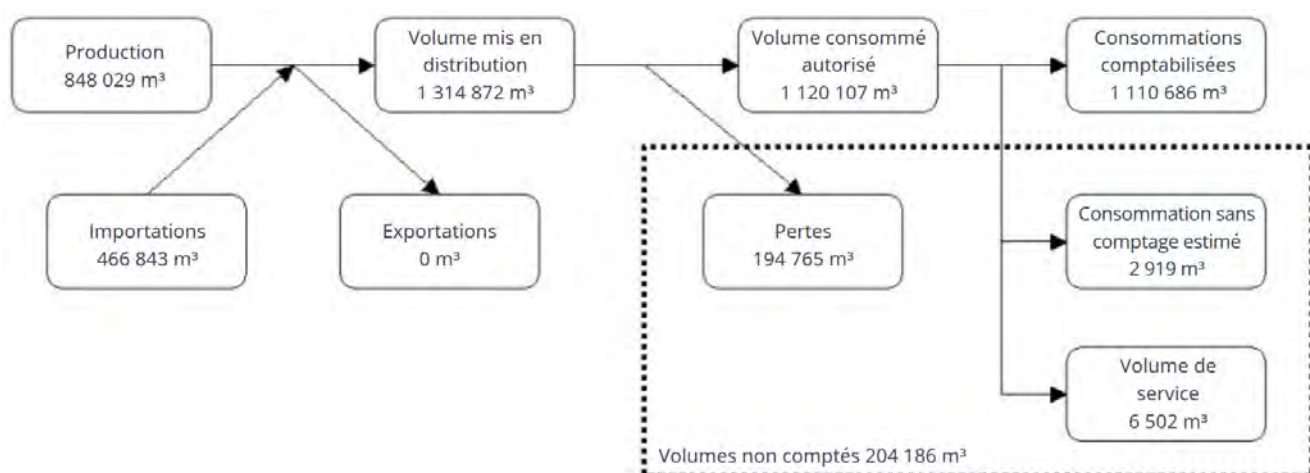 Production
848 029 m³
Volume mis en
distribution
1 314 872 m³
Volume consommé
autorisé
1 120 107 m³
Consommations
comptabilisées
1 110 686 m³
Importations
466 843 m³
Exportations
0 m³
Pertes
194 765 m³
Consommation sans
comptage estimé
2 919 m³
Volume de
service
6 502 m³
Volumes non comptés 204 186 m³